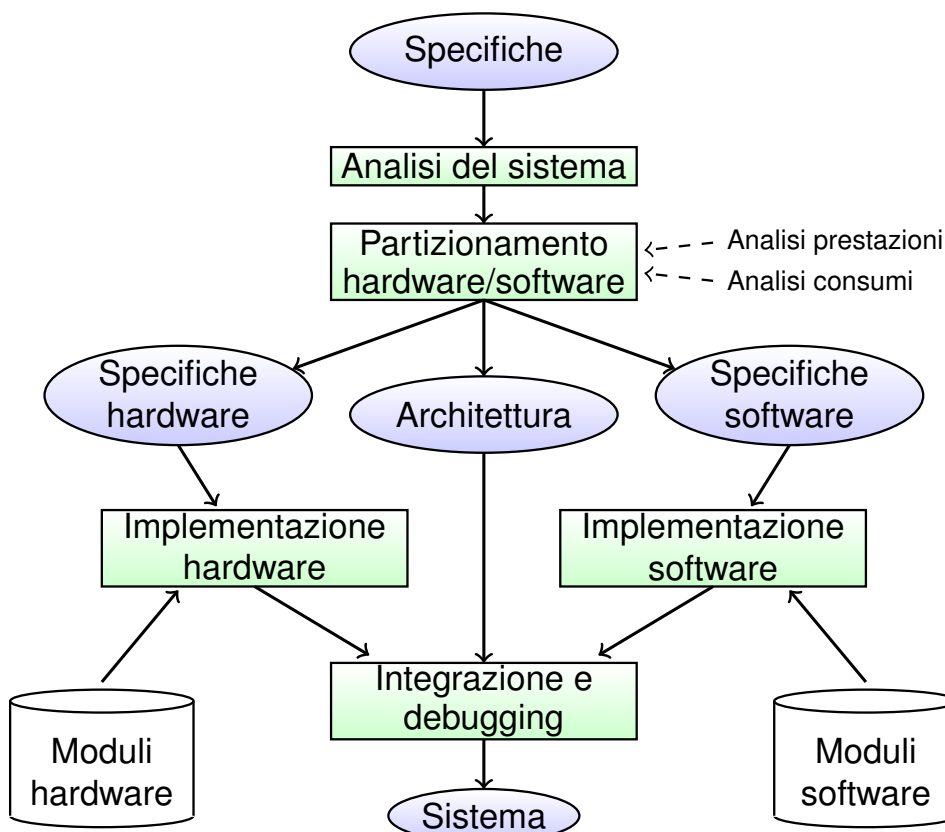 Specifiche
Analisi del sistema
Partizionamento
hardware/software
Analisi prestazioni
Analisi consumi
Specifiche
hardware
Architettura
Specifiche
software
Implementazione
hardware
Implementazione
software
Integrazione e
debugging
Moduli
hardware
Moduli
software
Sistema